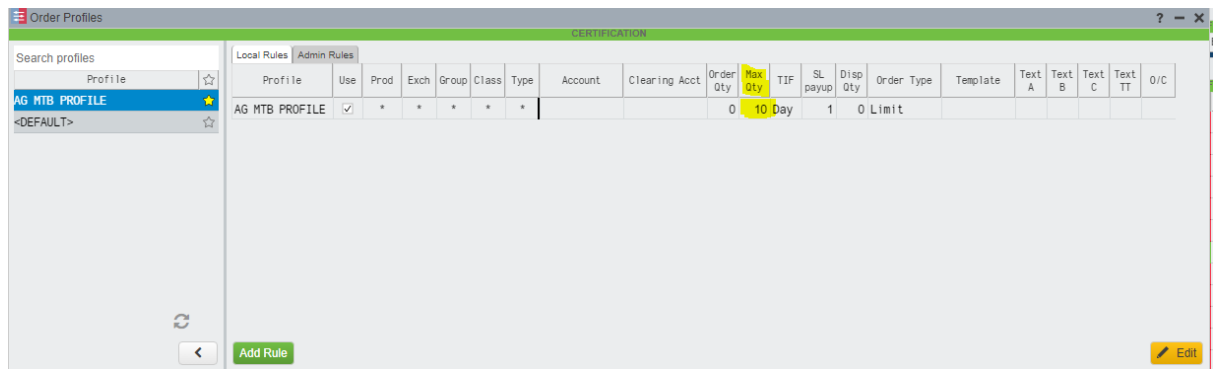 Order Profiles ? − ×
CERTIFICATION
Search profiles
Local Rules Admin Rules
Profile
Profile Use Prod Exch Group Class Type Account Clearing Acct Order Qty Max Qty TIF SL payup Disp Qty Order Type Template Text A Text B Text C Text TT O/C
AG MTB PROFILE
AG MTB PROFILE * * * * * 0 10 Day 1 0 Limit
<DEFAULT>
Add Rule
Edit